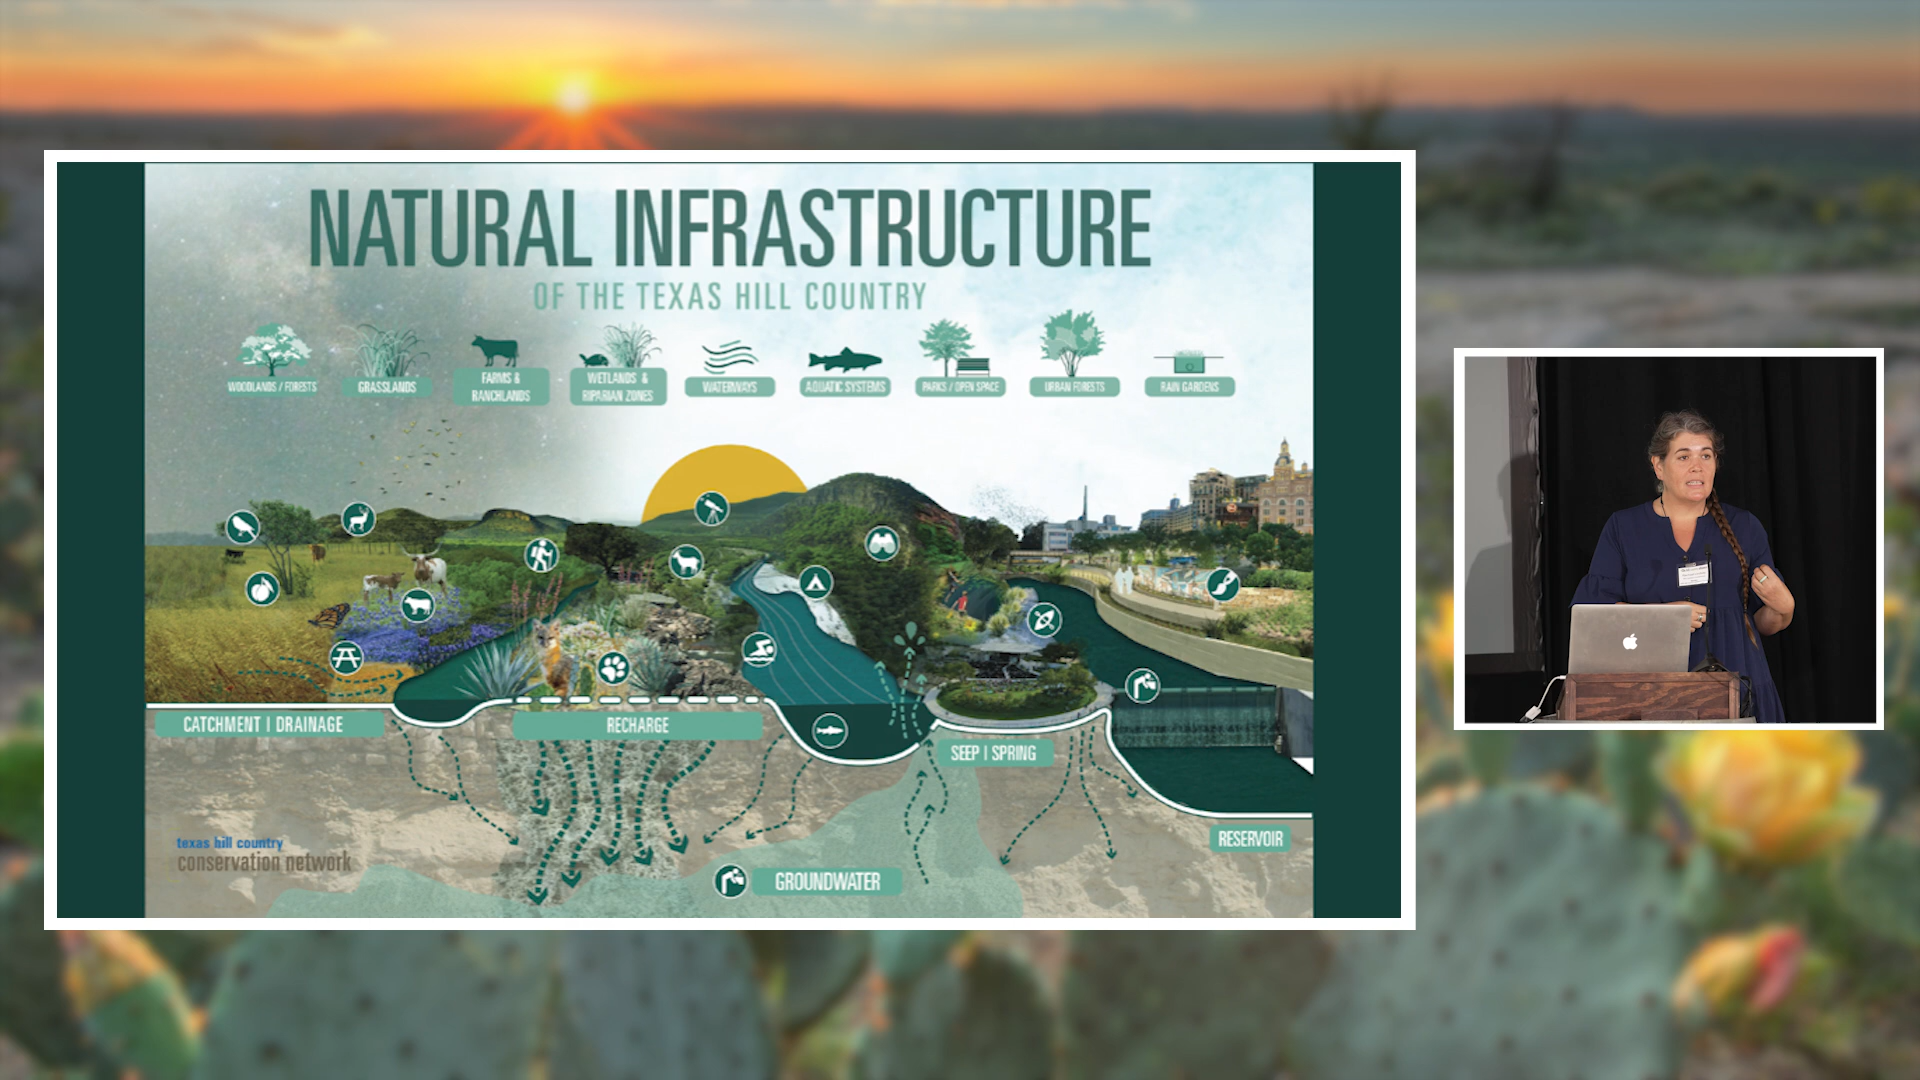 NATURAL INFRASTRUCTURE
OF THE TEXAS HILL COUNTRY
WOODLANDS / FORESTS
GRASSLANDS
FARMS &
RANCHLANDS
WETLANDS &
RIPARIAN ZONES
WATERWAYS
AQUATIC SYSTEMS
PARKS / OPEN SPACE
URBAN FORESTS
RAIN GARDENS
CATCHMENT | DRAINAGE
RECHARGE
SEEP | SPRING
RESERVOIR
GROUNDWATER
texas hill country
conservation network